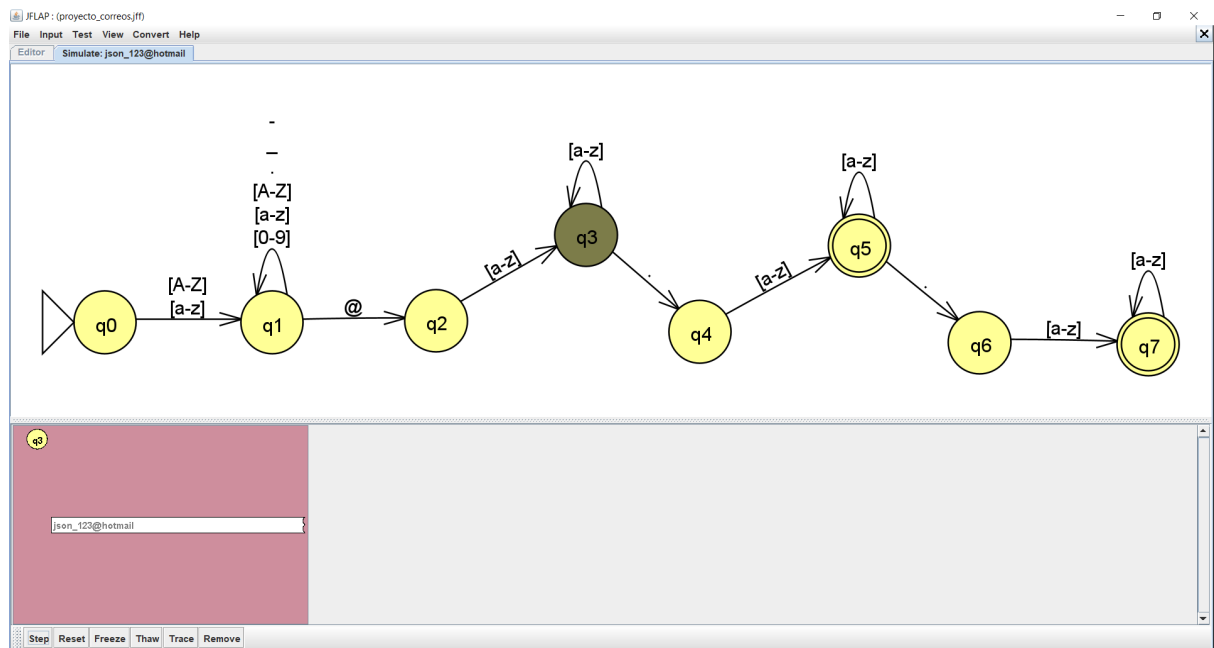 JFLAP : (proyecto_correos.jff)
File Input Test View Convert Help
Editor Simulate: json_123@hotmail
-
_
.
[A-Z]
[a-z]
[0-9]
[a-z]
[a-z]
[a-z]
[A-Z]
[a-z]
@
[a-z]
.
[a-z]
.
[a-z]
q0
q1
q2
q3
q4
q5
q6
q7
q3
json_123@hotmail
Step Reset Freeze Thaw Trace Remove